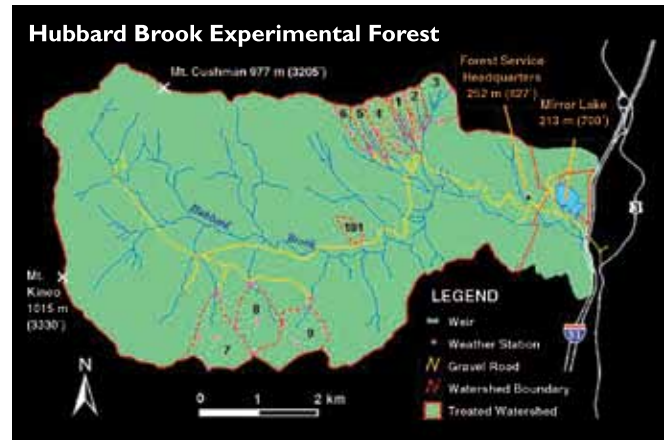 Hubbard Brook Experimental Forest
Mt. Cushman 977 m (3205')
Forest Service
Headquarters
252 m (827')
Mirror Lake
213 m (700')
6 5 4 1 2 3
3
101
Hubbard Brook
Mt.
Kineo
1015 m
(3330')
7 8 9
93
N
0 1 2 km
LEGEND
Weir
Weather Station
Gravel Road
Watershed Boundary
Treated Watershed